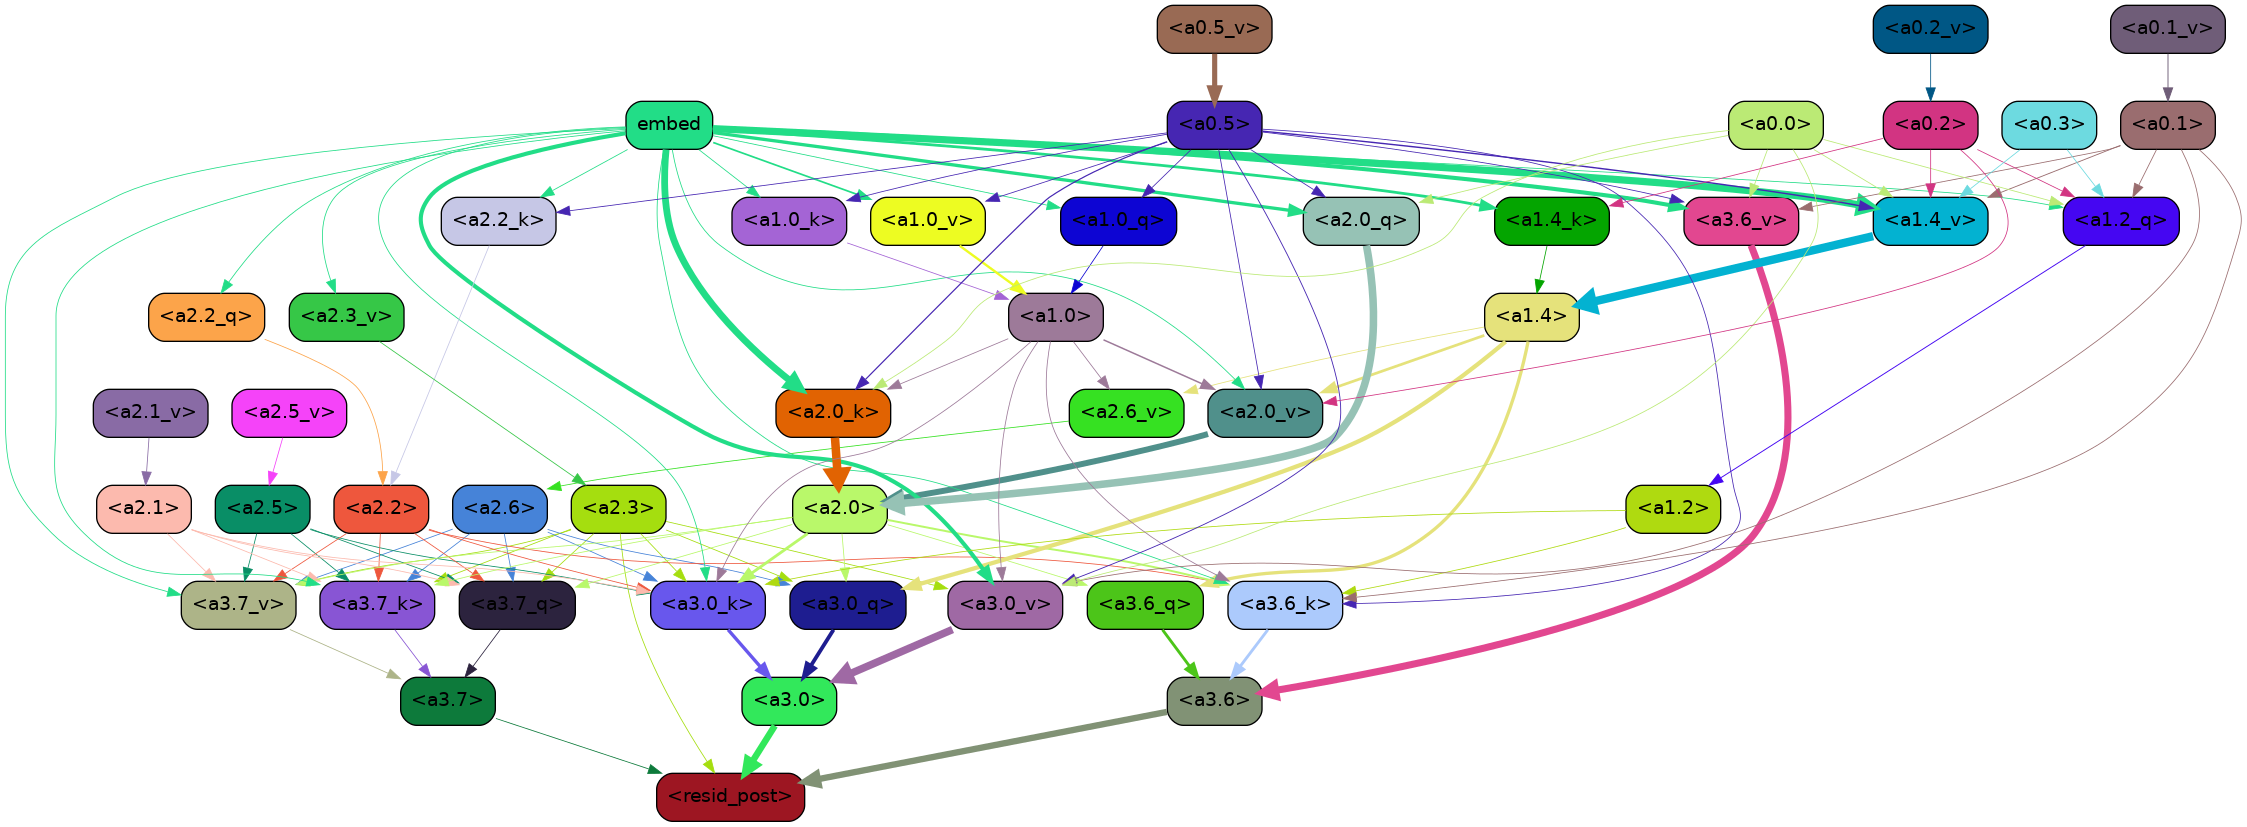 <a0.5_v>
<a0.2_v>
<a0.1_v>
embed
<a0.5>
<a0.0>
<a0.2>
<a0.3>
<a0.1>
<a2.2_k>
<a1.0_k>
<a1.0_v>
<a1.0_q>
<a2.0_q>
<a1.4_k>
<a3.6_v>
<a1.4_v>
<a1.2_q>
<a2.2_q>
<a2.3_v>
<a1.0>
<a1.4>
<a2.1_v>
<a2.5_v>
<a2.0_k>
<a2.6_v>
<a2.0_v>
<a2.1>
<a2.5>
<a2.2>
<a2.6>
<a2.3>
<a2.0>
<a1.2>
<a3.7_v>
<a3.7_k>
<a3.7_q>
<a3.0_k>
<a3.0_q>
<a3.0_v>
<a3.6_q>
<a3.6_k>
<a3.7>
<a3.0>
<a3.6>
<resid_post>